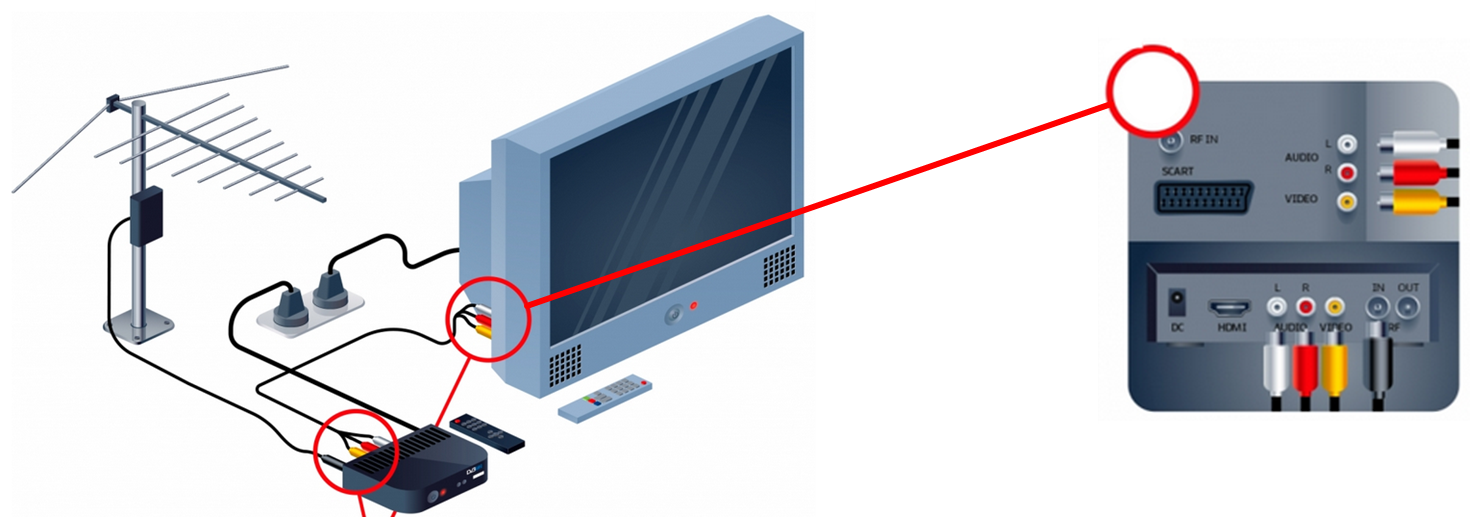 RF IN
L
AUDIO
R
SCART
VIDEO
L R IN OUT
DC HDMI AUDIO VIDEO RF